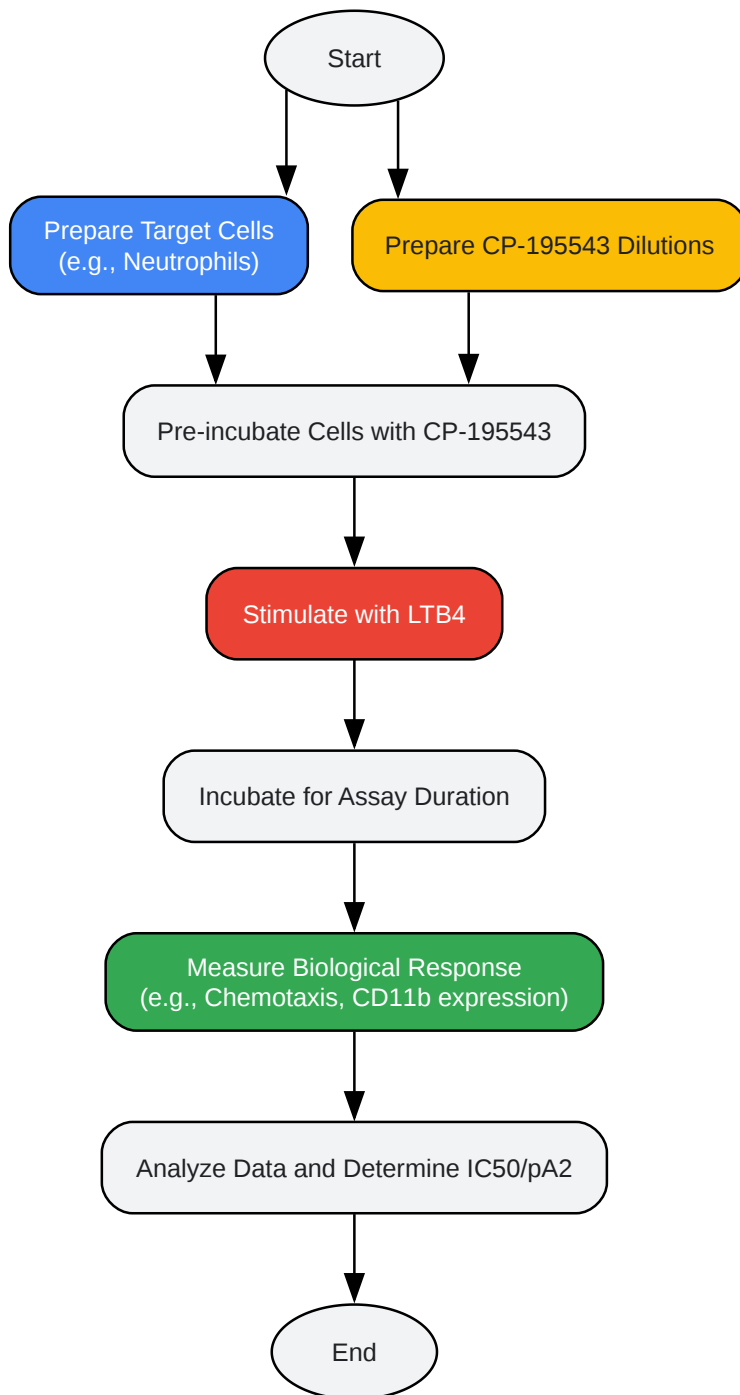 Start
Prepare Target Cells
(e.g., Neutrophils)
Prepare CP-195543 Dilutions
Pre-incubate Cells with CP-195543
Stimulate with LTB4
Incubate for Assay Duration
Measure Biological Response
(e.g., Chemotaxis, CD11b expression)
Analyze Data and Determine IC50/pA2
End